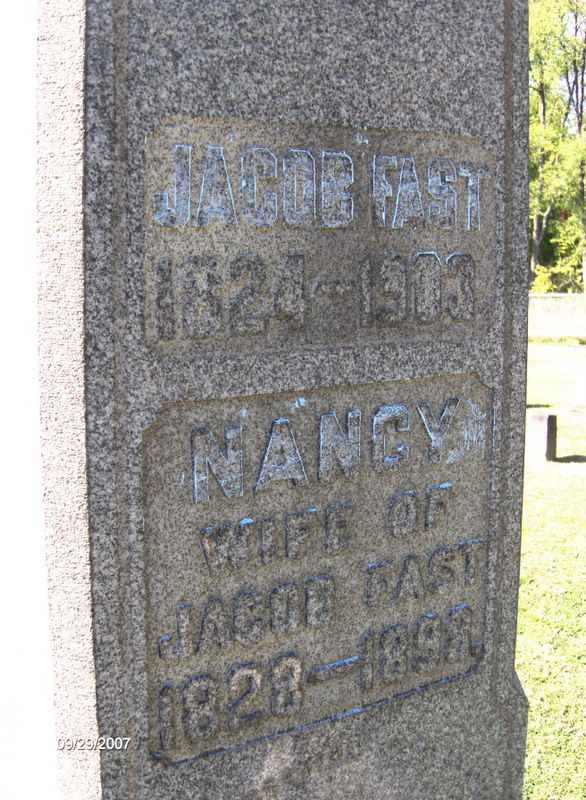 JACOB FAST
1824–1903
NANCY
WIFE OF
JACOB FAST
1828–1898
09/29/2007